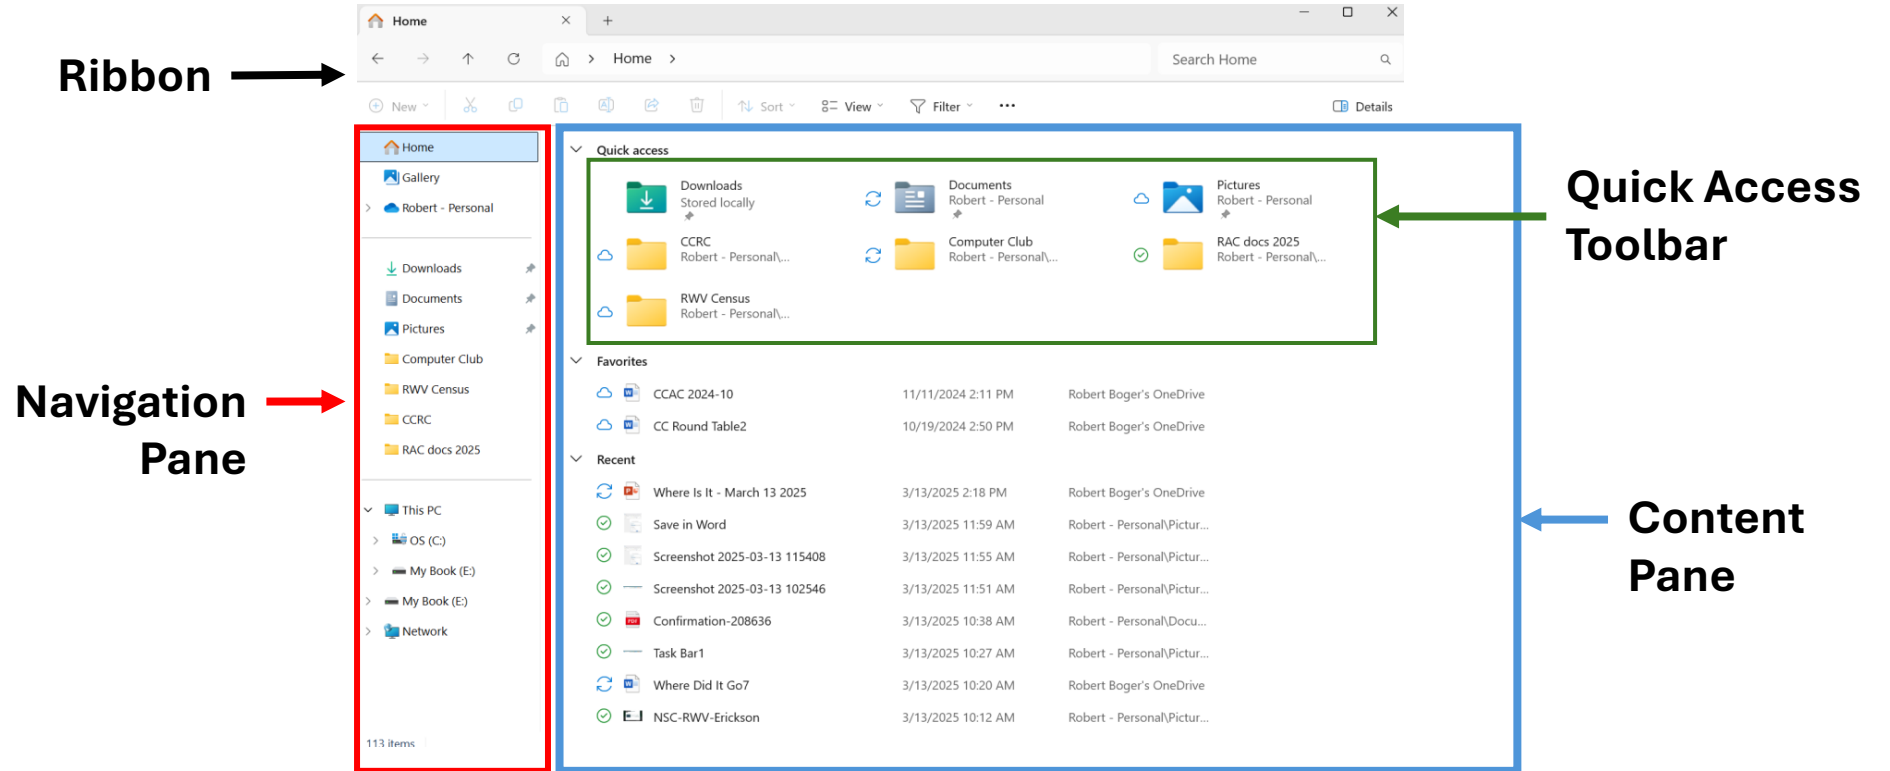 Home
Home
Search Home
Ribbon
New
Sort
View
Filter
Details
Home
Gallery
Robert - Personal
Downloads
Documents
Pictures
Computer Club
RWV Census
CCRC
RAC docs 2025
This PC
OS (C:)
My Book (E:)
My Book (E:)
Network
113 items
Navigation
Pane
Quick access
Downloads
Stored locally
Documents
Robert - Personal
Pictures
Robert - Personal
CCRC
Robert - Personal\...
Computer Club
Robert - Personal\...
RAC docs 2025
Robert - Personal\...
RWV Census
Robert - Personal\...
Quick Access
Toolbar
Favorites
CCAC 2024-10 11/11/2024 2:11 PM Robert Boger's OneDrive
CC Round Table2 10/19/2024 2:50 PM Robert Boger's OneDrive
Recent
Where Is It - March 13 2025 3/13/2025 2:18 PM Robert Boger's OneDrive
Save in Word 3/13/2025 11:59 AM Robert - Personal\Pictur...
Screenshot 2025-03-13 115408 3/13/2025 11:55 AM Robert - Personal\Pictur...
Screenshot 2025-03-13 102546 3/13/2025 11:51 AM Robert - Personal\Pictur...
Confirmation-208636 3/13/2025 10:38 AM Robert - Personal\Docu...
Task Bar1 3/13/2025 10:27 AM Robert - Personal\Pictur...
Where Did It Go7 3/13/2025 10:20 AM Robert Boger's OneDrive
NSC-RWV-Erickson 3/13/2025 10:12 AM Robert - Personal\Pictur...
Content
Pane